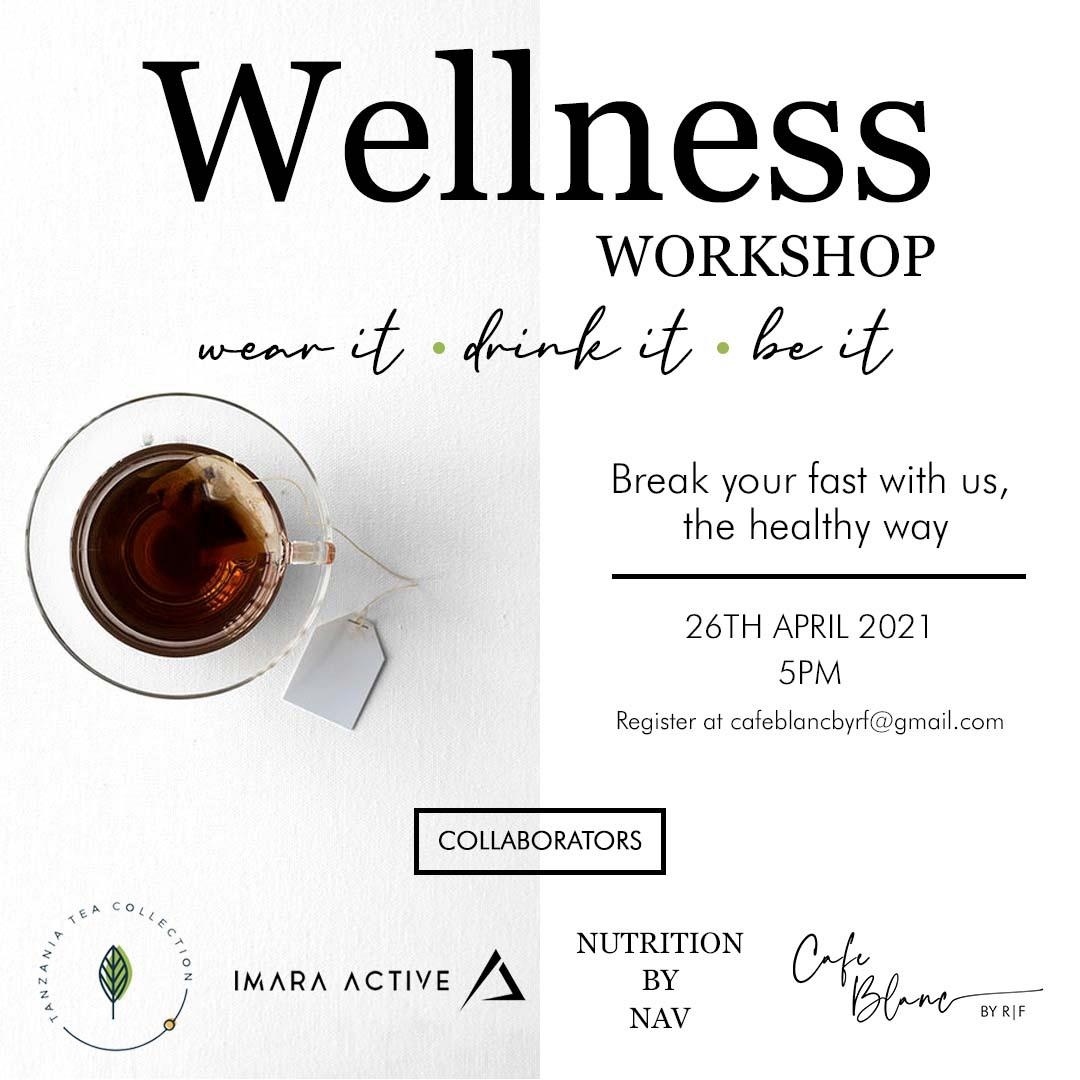 Wellness
WORKSHOP
wear it • drink it • be it
Break your fast with us,
the healthy way
26TH APRIL 2021
5PM
Register at cafeblancbyrf@gmail.com
COLLABORATORS
TANZANIA TEA COLLECTION
IMARA ACTIVE
NUTRITION
BY
NAV
Cafe
Blanc
BY R|F